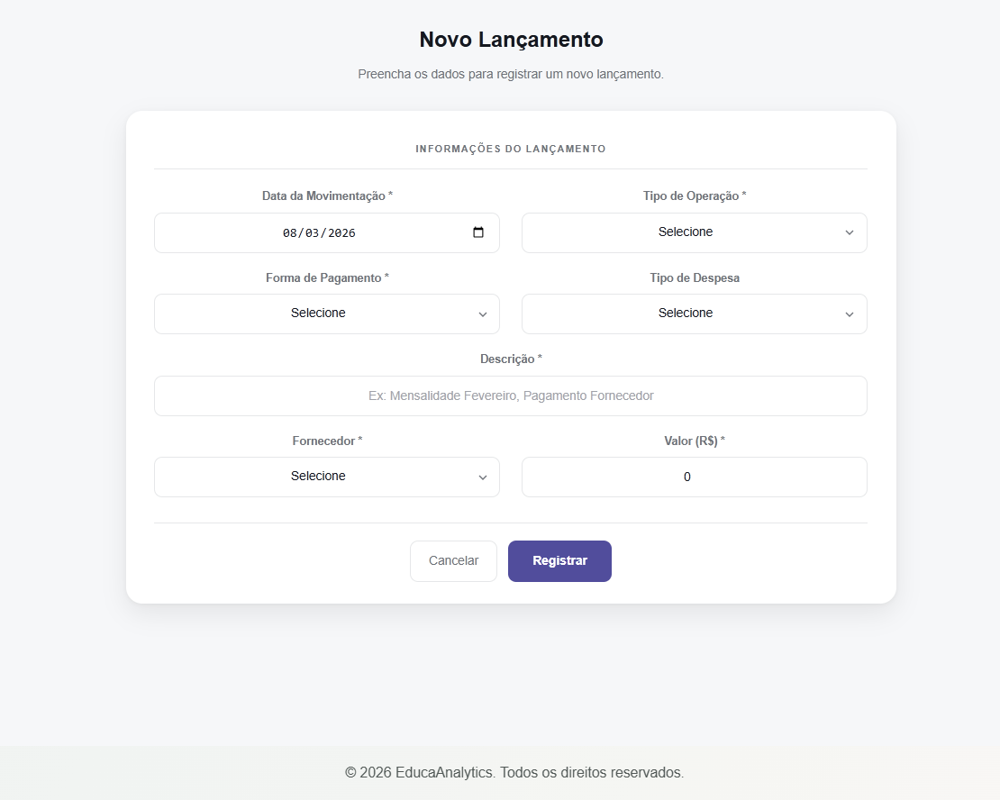 Novo Lançamento
Preencha os dados para registrar um novo lançamento.
INFORMAÇÕES DO LANÇAMENTO
Data da Movimentação * Tipo de Operação *
08/03/2026 Selecione
Forma de Pagamento * Tipo de Despesa
Selecione Selecione
Descrição *
Ex: Mensalidade Fevereiro, Pagamento Fornecedor
Fornecedor * Valor (R$) *
Selecione 0
Cancelar Registrar
© 2026 EducaAnalytics. Todos os direitos reservados.